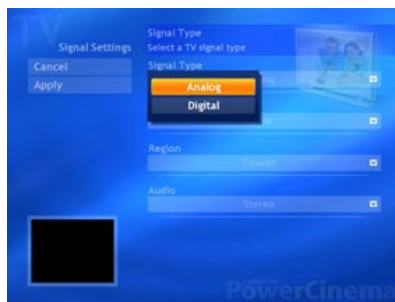 TV
Signal Settings
Cancel
Apply
Signal Type
Select a TV signal type
Signal Type
Analog
Digital
Region
Taiwan
Audio
Stereo
PowerCinema